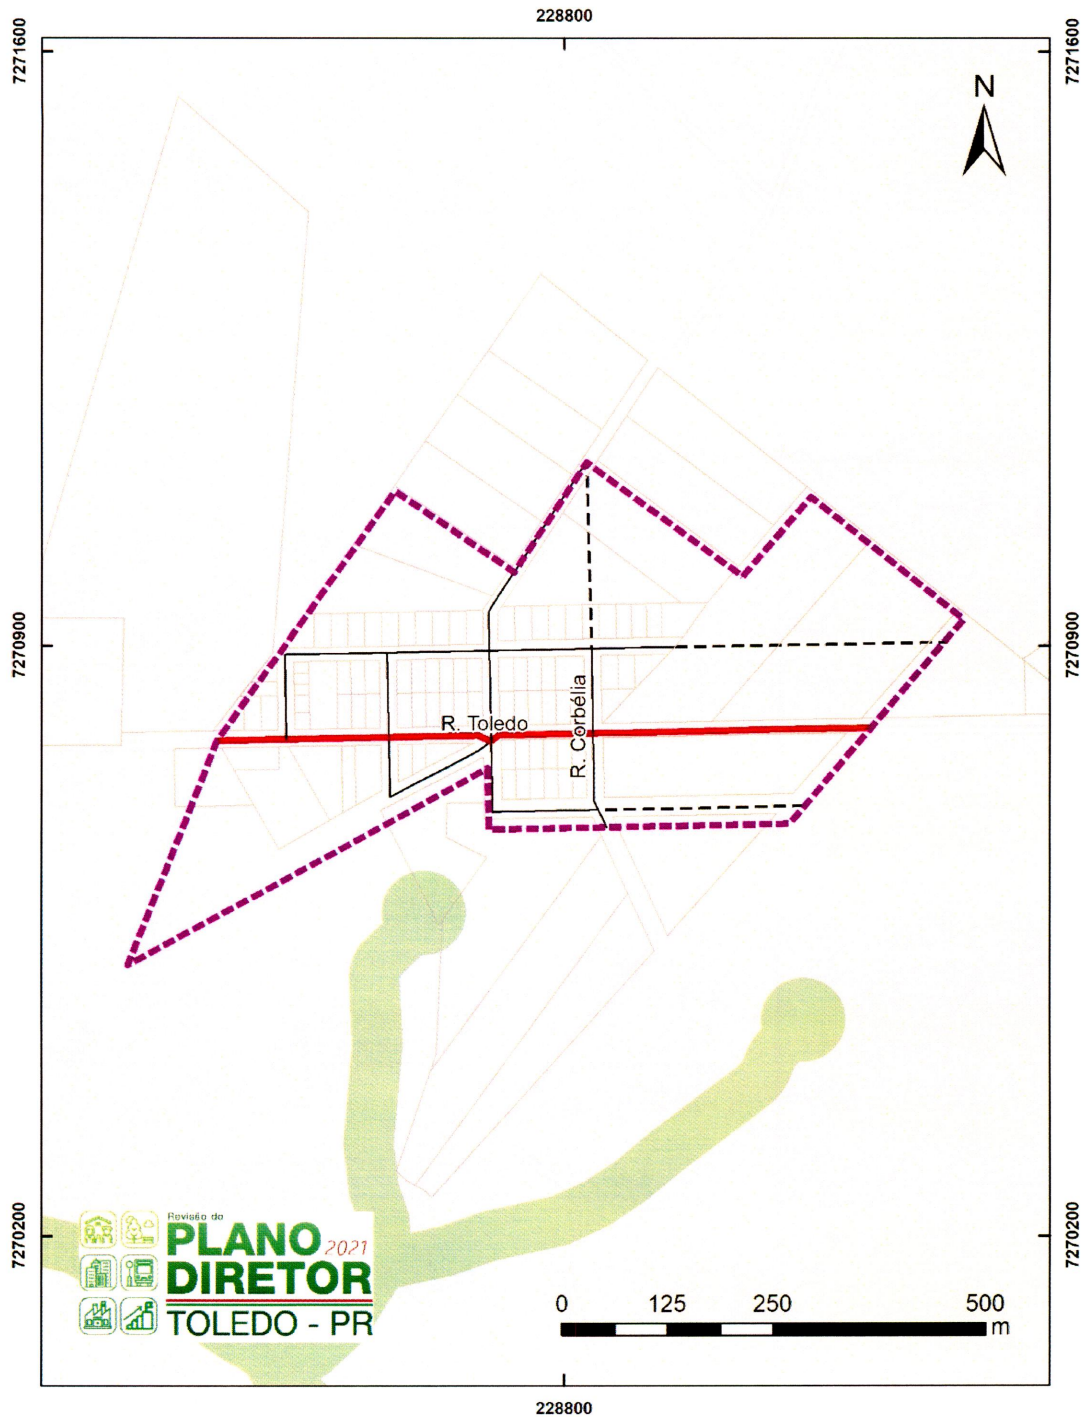 228800
7271600
7271600
N
R. Toledo
R. Corbélia
7270900
7270900
Revisão do
PLANO 2021
DIRETOR
TOLEDO - PR
7270200
7270200
0 125 250 500
m
228800